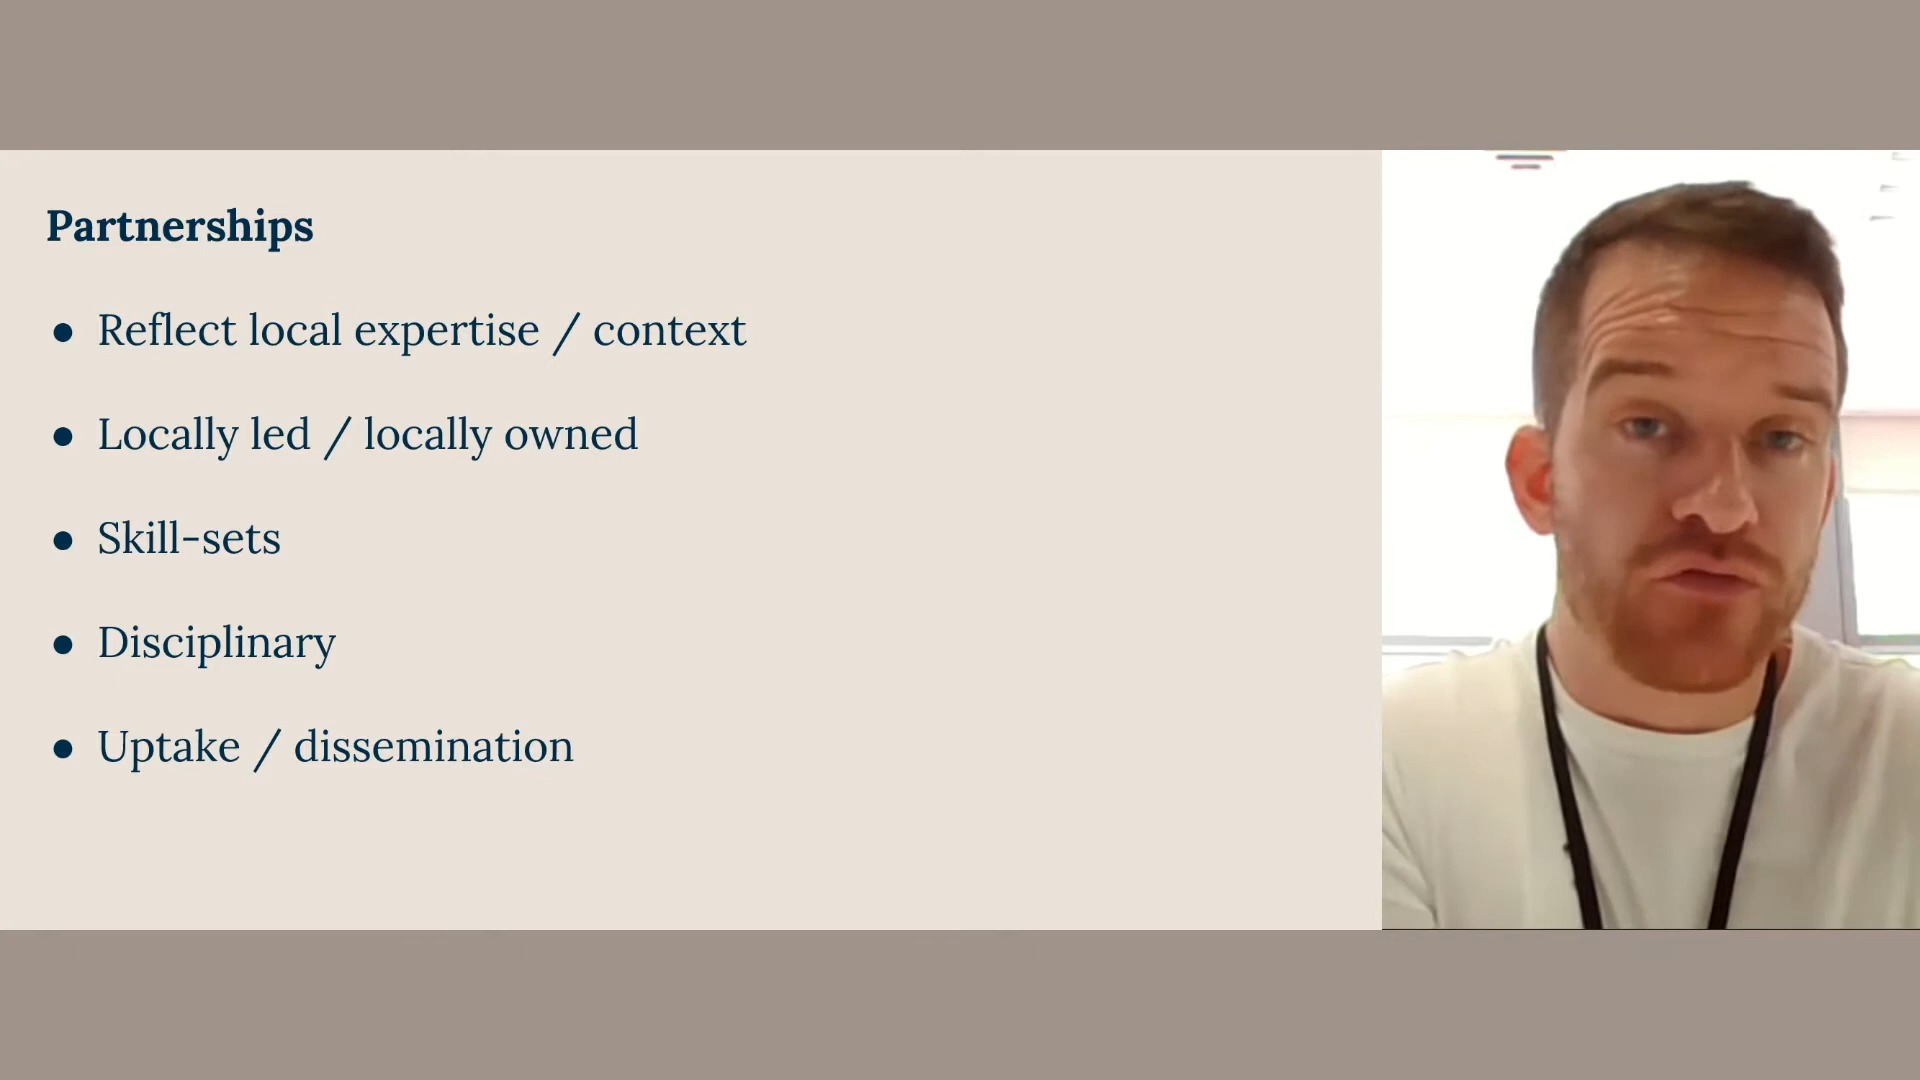 Partnerships
● Reflect local expertise / context
● Locally led / locally owned
● Skill-sets
● Disciplinary
● Uptake / dissemination